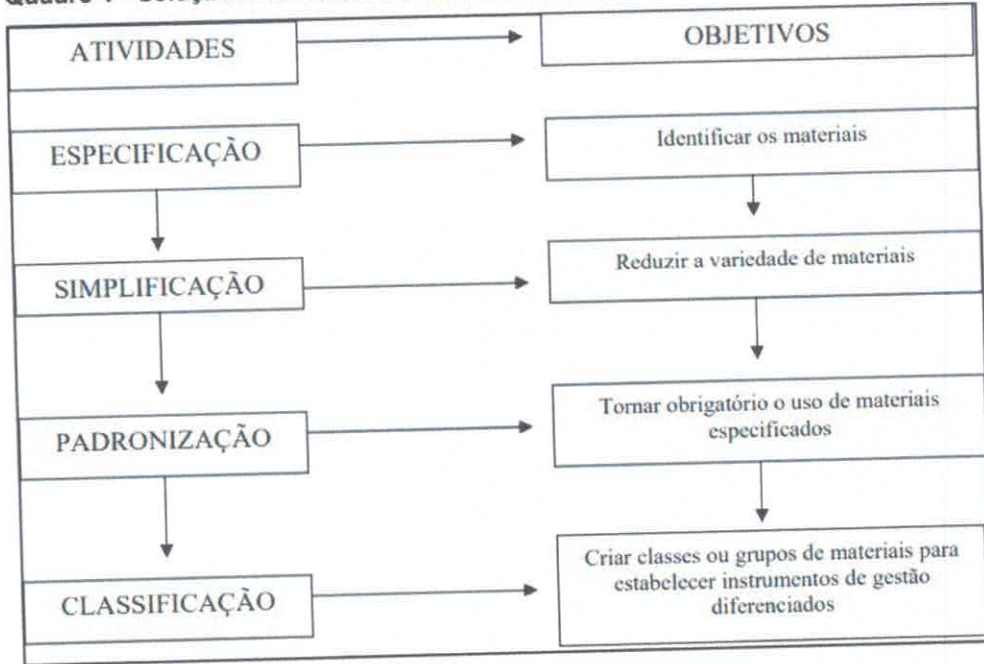 ATIVIDADES
OBJETIVOS
ESPECIFICAÇÃO
Identificar os materiais
SIMPLIFICAÇÃO
Reduzir a variedade de materiais
PADRONIZAÇÃO
Tornar obrigatório o uso de materiais
especificados
CLASSIFICAÇÃO
Criar classes ou grupos de materiais para
estabelecer instrumentos de gestão
diferenciados